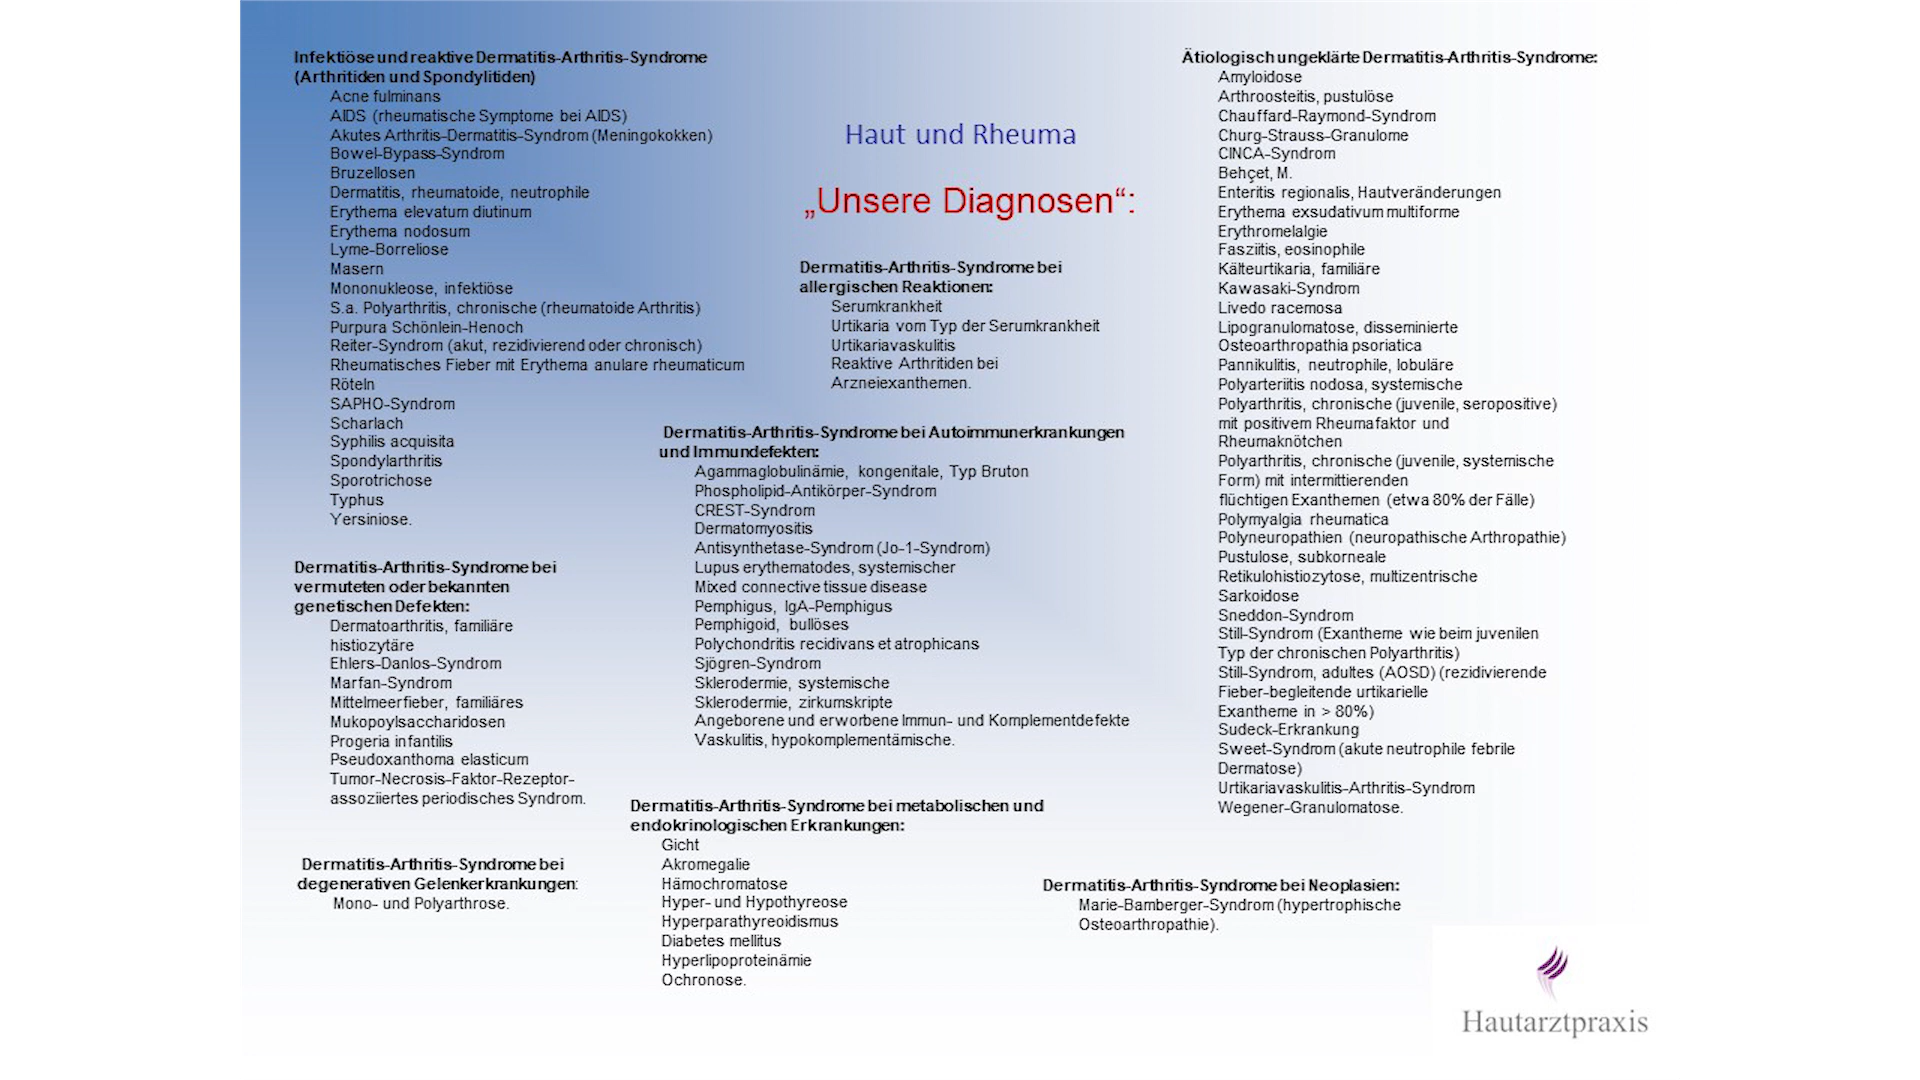 Infektiöse und reaktive Dermatitis-Arthritis-Syndrome
(Arthritiden und Spondylitiden)
Acne fulminans
AIDS (rheumatische Symptome bei AIDS)
Akutes Arthritis-Dermatitis-Syndrom (Meningokokken)
Bowel-Bypass-Syndrom
Bruzellosen
Dermatitis, rheumatoide, neutrophile
Erythema elevatum diutinum
Erythema nodosum
Lyme-Borreliose
Masern
Mononukleose, infektiöse
S.a. Polyarthritis, chronische (rheumatoide Arthritis)
Purpura Schönlein-Henoch
Reiter-Syndrom (akut, rezidivierend oder chronisch)
Rheumatisches Fieber mit Erythema anulare rheumaticum
Röteln
SAPHO-Syndrom
Scharlach
Syphilis acquisita
Spondylarthritis
Sporotrichose
Typhus
Yersiniose.
Dermatitis-Arthritis-Syndrome bei
vermuteten oder bekannten
genetischen Defekten:
Dermatoarthritis, familiäre
histiozytäre
Ehlers-Danlos-Syndrom
Marfan-Syndrom
Mittelmeerfieber, familiäres
Mukopoylsaccharidosen
Progeria infantilis
Pseudoxanthoma elasticum
Tumor-Necrosis-Faktor-Rezeptor-
assoziiertes periodisches Syndrom.
Dermatitis-Arthritis-Syndrome bei
degenerativen Gelenkerkrankungen:
Mono- und Polyarthrose.
Haut und Rheuma
„Unsere Diagnosen“:
Dermatitis-Arthritis-Syndrome bei
allergischen Reaktionen:
Serumkrankheit
Urtikaria vom Typ der Serumkrankheit
Urtikariavaskulitis
Reaktive Arthritiden bei
Arzneiexanthemen.
Dermatitis-Arthritis-Syndrome bei Autoimmunerkrankungen
und Immundefekten:
Agammaglobulinämie, kongenitale, Typ Bruton
Phospholipid-Antikörper-Syndrom
CREST-Syndrom
Dermatomyositis
Antisynthetase-Syndrom (Jo-1-Syndrom)
Lupus erythematodes, systemischer
Mixed connective tissue disease
Pemphigus, IgA-Pemphigus
Pemphigoid, bullöses
Polychondritis recidivans et atrophicans
Sjögren-Syndrom
Sklerodermie, systemische
Sklerodermie, zirkumskripte
Angeborene und erworbene Immun- und Komplementdefekte
Vaskulitis, hypokomplementämische.
Dermatitis-Arthritis-Syndrome bei metabolischen und
endokrinologischen Erkrankungen:
Gicht
Akromegalie
Hämochromatose
Hyper- und Hypothyreose
Hyperparathyreoidismus
Diabetes mellitus
Hyperlipoproteinämie
Ochronose.
Ätiologisch ungeklärte Dermatitis-Arthritis-Syndrome:
Amyloidose
Arthroosteitis, pustulöse
Chauffard-Raymond-Syndrom
Churg-Strauss-Granulome
CINCA-Syndrom
Behçet, M.
Enteritis regionalis, Hautveränderungen
Erythema exsudativum multiforme
Erythromelalgie
Fasziitis, eosinophile
Kälteurtikaria, familiäre
Kawasaki-Syndrom
Livedo racemosa
Lipogranulomatose, disseminierte
Osteoarthropathia psoriatica
Pannikulitis, neutrophile, lobuläre
Polyarteriitis nodosa, systemische
Polyarthritis, chronische (juvenile, seropositive)
mit positivem Rheumafaktor und
Rheumaknötchen
Polyarthritis, chronische (juvenile, systemische
Form) mit intermittierenden
flüchtigen Exanthemen (etwa 80% der Fälle)
Polymyalgia rheumatica
Polyneuropathien (neuropathische Arthropathie)
Pustulose, subkorneale
Retikulohistiozytose, multizentrische
Sarkoidose
Sneddon-Syndrom
Still-Syndrom (Exantheme wie beim juvenilen
Typ der chronischen Polyarthritis)
Still-Syndrom, adultes (AOSD) (rezidivierende
Fieber-begleitende urtikarielle
Exantheme in > 80%)
Sudeck-Erkrankung
Sweet-Syndrom (akute neutrophile febrile
Dermatose)
Urtikariavaskulitis-Arthritis-Syndrom
Wegener-Granulomatose.
Dermatitis-Arthritis-Syndrome bei Neoplasien:
Marie-Bamberger-Syndrom (hypertrophische
Osteoarthropathie).
Hautarztpraxis